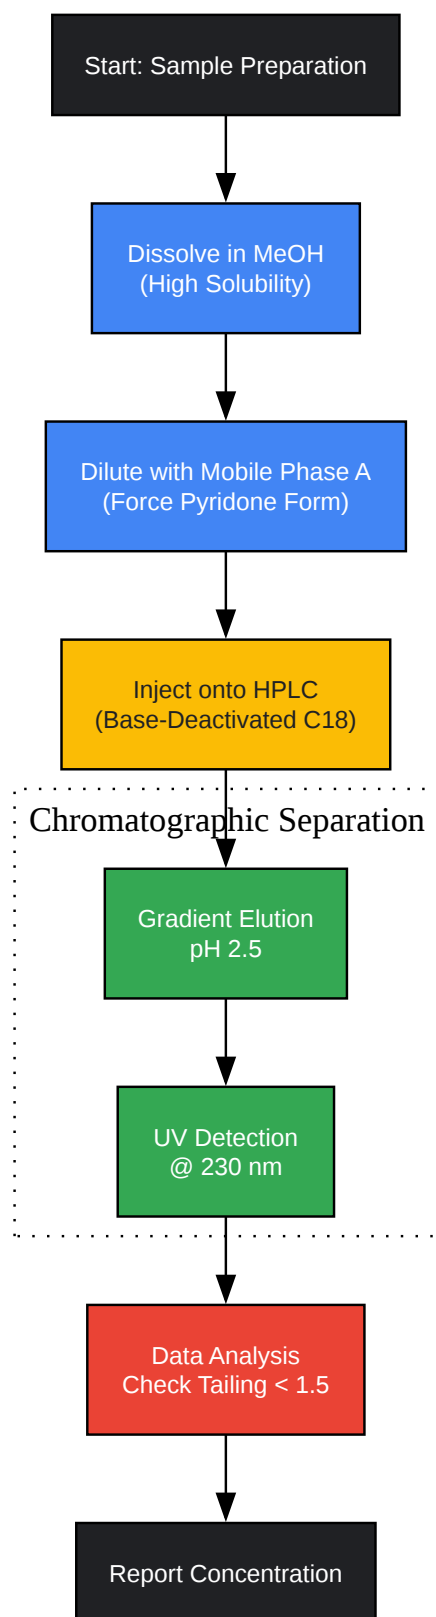 Start: Sample Preparation
Dissolve in MeOH
(High Solubility)
Dilute with Mobile Phase A
(Force Pyridone Form)
Inject onto HPLC
(Base-Deactivated C18)
Chromatographic Separation
Gradient Elution
pH 2.5
UV Detection
@ 230 nm
Data Analysis
Check Tailing < 1.5
Report Concentration